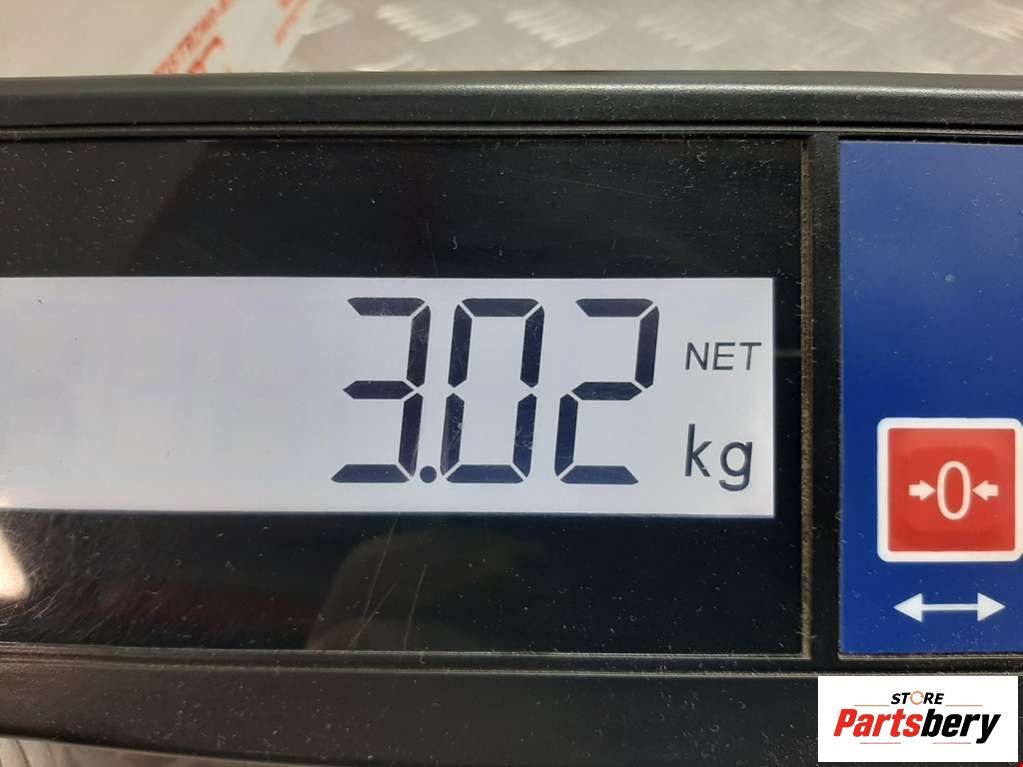 3.02
NET
kg
0
STORE
Partsbery